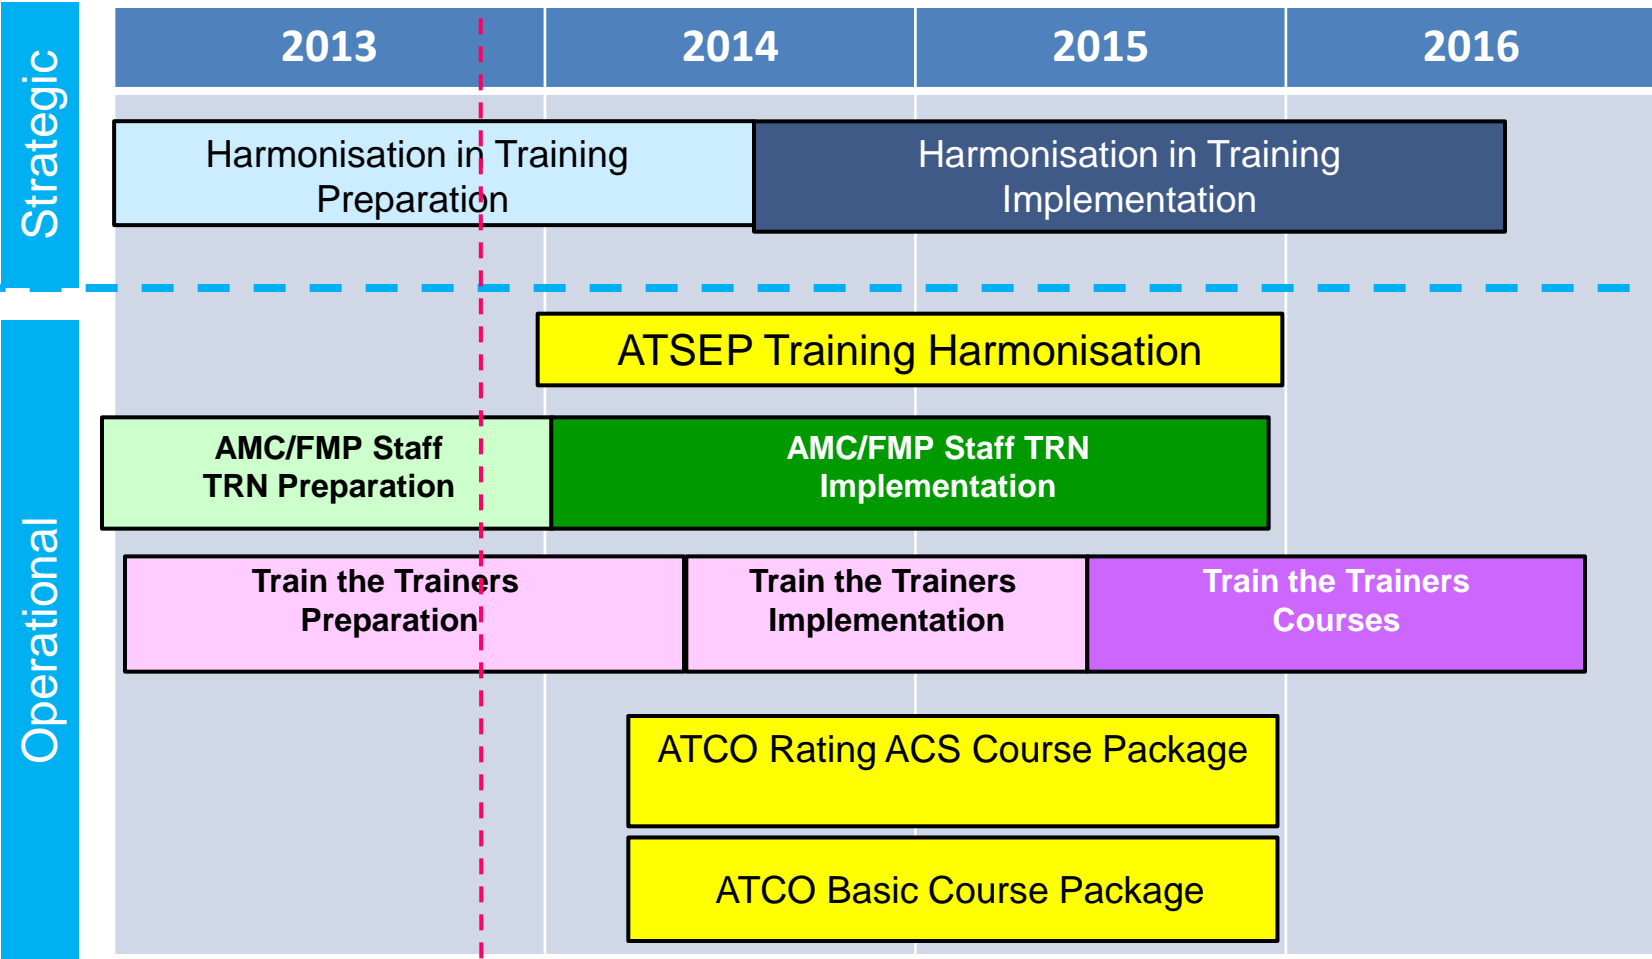 2013
2014
2015
2016
Strategic
Harmonisation in Training
Preparation
Harmonisation in Training
Implementation
Operational
ATSEP Training Harmonisation
AMC/FMP Staff
TRN Preparation
AMC/FMP Staff TRN
Implementation
Train the Trainers
Preparation
Train the Trainers
Implementation
Train the Trainers
Courses
ATCO Rating ACS Course Package
ATCO Basic Course Package